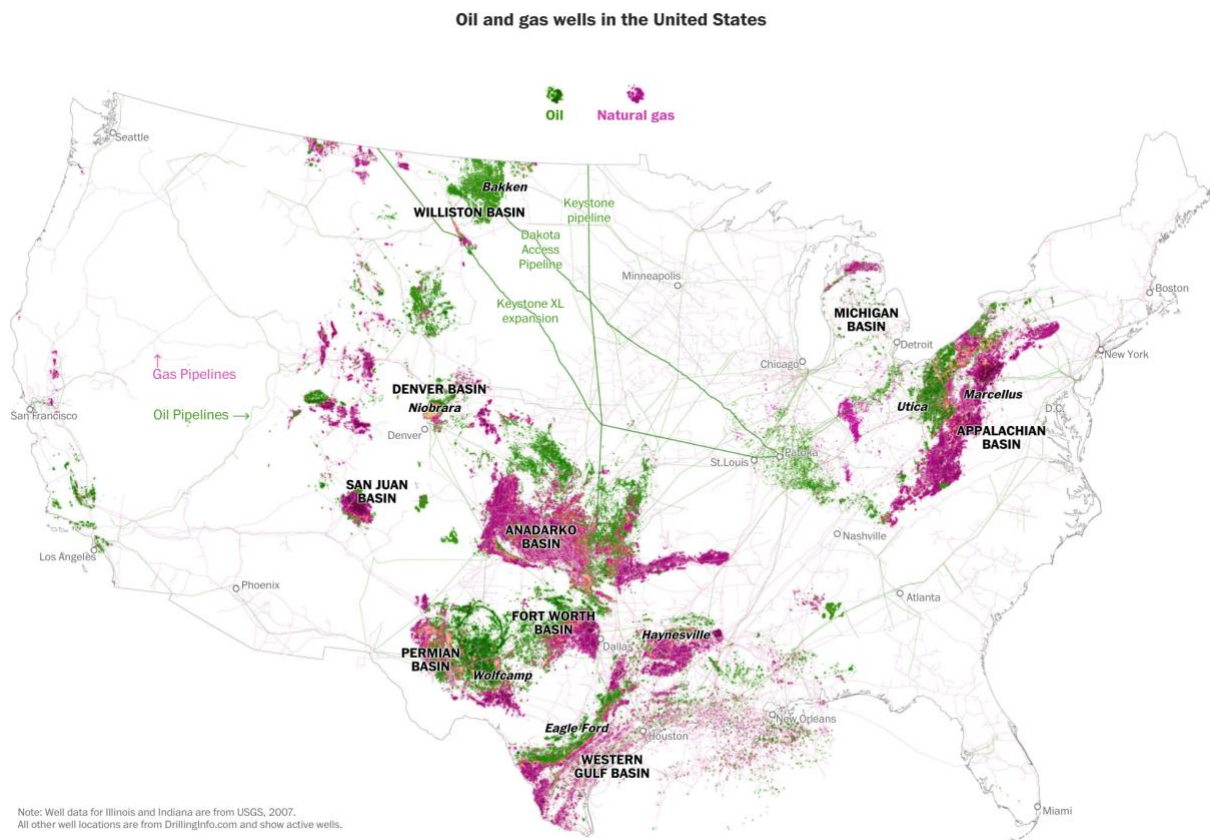 Oil and gas wells in the United States
Oil
Natural gas
Seattle
Bakken
WILLISTON BASIN
Keystone
pipeline
Dakota
Access
Pipeline
Minneapolis
Keystone XL
expansion
MICHIGAN
BASIN
Boston
Detroit
New York
Chicago
Gas Pipelines
Oil Pipelines →
San Francisco
DENVER BASIN
Niobrara
Denver
Utica
Marcellus
D.C.
APPALACHIAN
BASIN
St.Louis
Patoka
SAN JUAN
BASIN
ANADARKO
BASIN
Nashville
Los Angeles
Phoenix
Atlanta
FORT WORTH
BASIN
Dallas
Haynesville
PERMIAN
BASIN
Wolfcamp
Eagle Ford
Houston
New Orleans
WESTERN
GULF BASIN
Miami
Note: Well data for Illinois and Indiana are from USGS, 2007.
All other well locations are from DrillingInfo.com and show active wells.